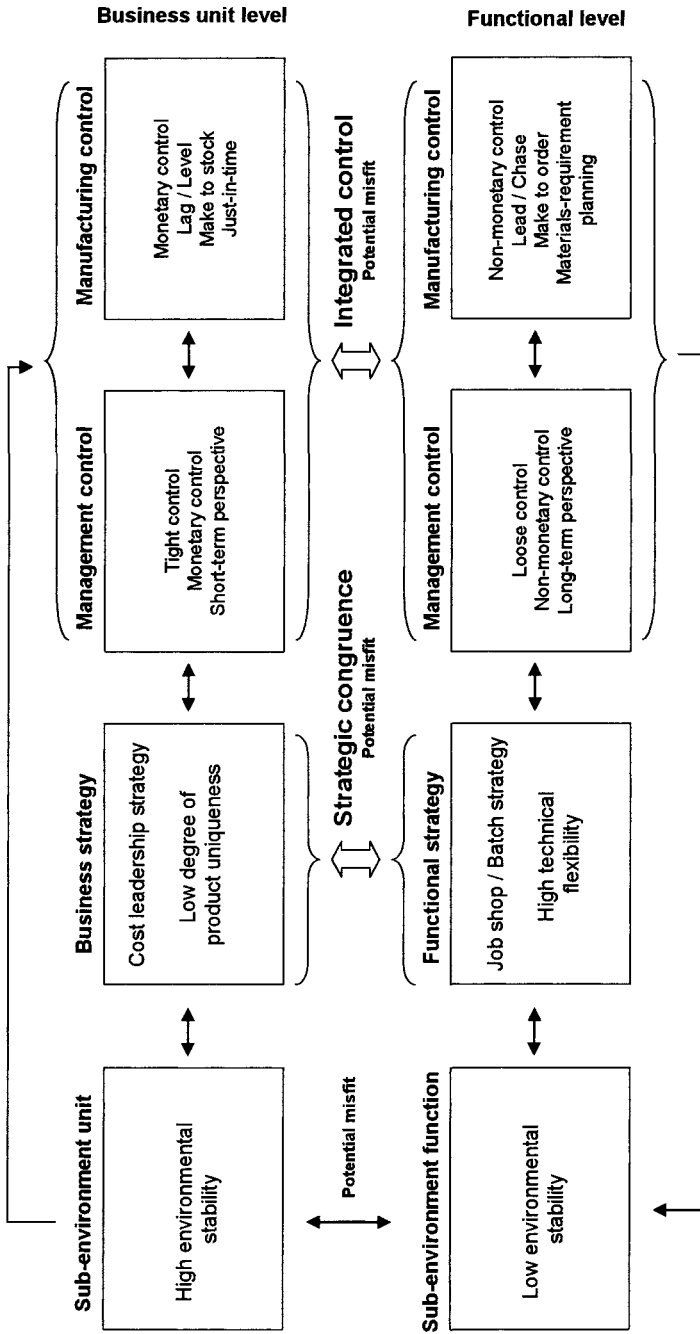 Business unit level
Sub-environment unit
High environmental
stability
Business strategy
Cost leadership strategy
Low degree of
product uniqueness
Management control
Tight control
Monetary control
Short-term perspective
Manufacturing control
Monetary control
Lag / Level
Make to stock
Just-in-time
Potential misfit
Strategic congruence
Potential misfit
Integrated control
Potential misfit
Functional level
Sub-environment function
Low environmental
stability
Functional strategy
Job shop / Batch strategy
High technical
flexibility
Management control
Loose control
Non-monetary control
Long-term perspective
Manufacturing control
Non-monetary control
Lead / Chase
Make to order
Materials-requirement
planning